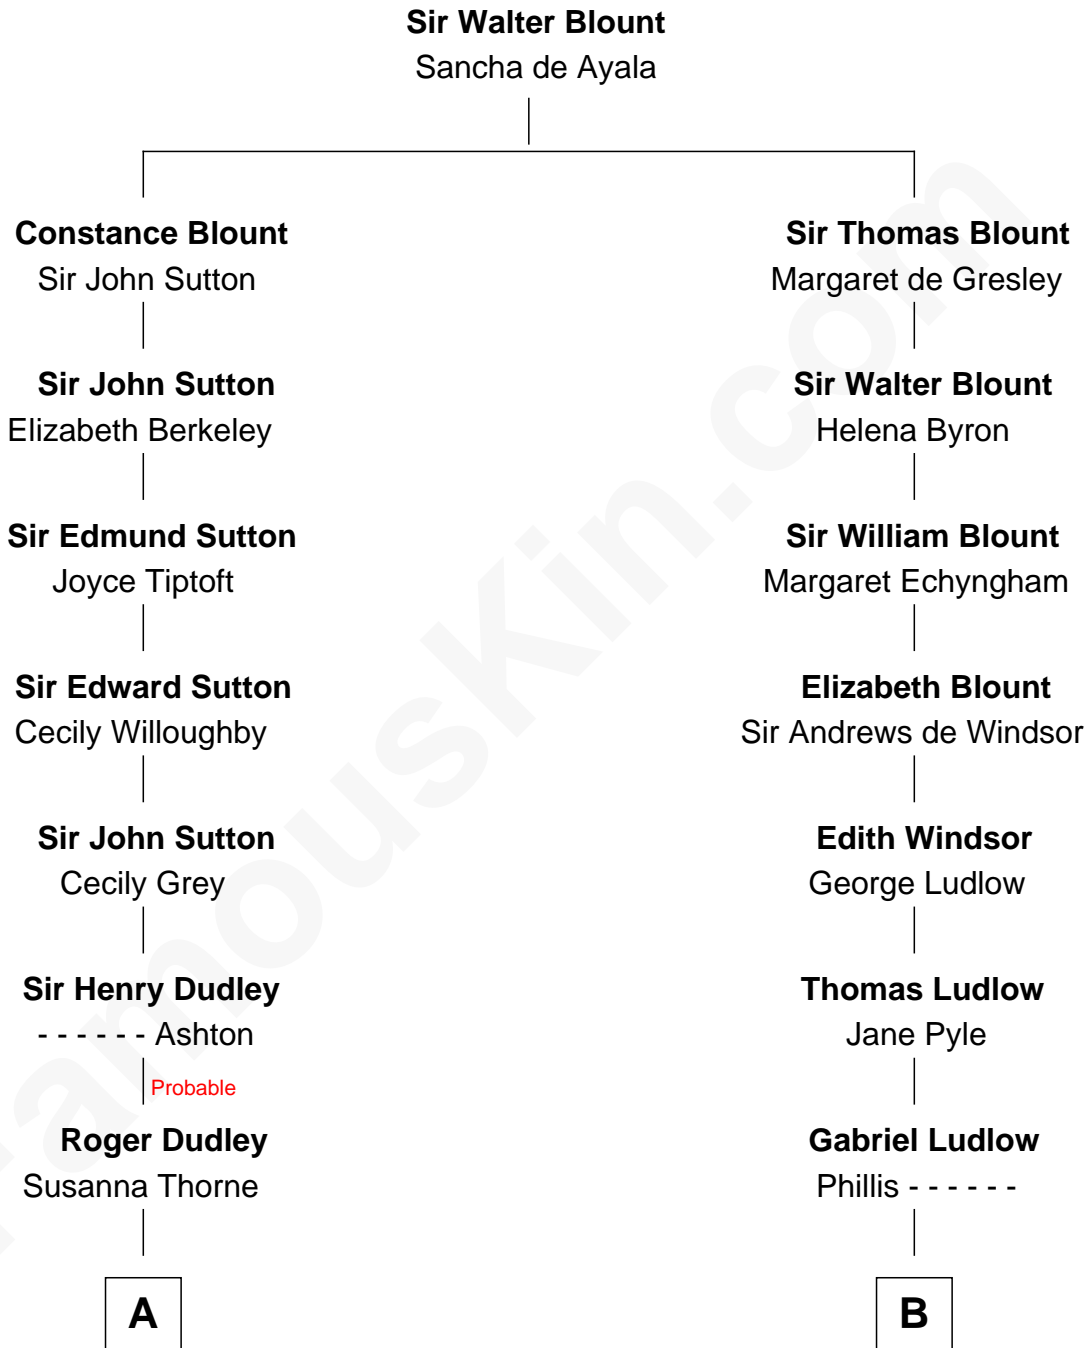 Sir Walter Blount
Sancha de Ayala
Constance Blount
Sir John Sutton
Sir Thomas Blount
Margaret de Gresley
Sir John Sutton
Elizabeth Berkeley
Sir Walter Blount
Helena Byron
Sir Edmund Sutton
Joyce Tiptoft
Sir William Blount
Margaret Echyngham
Sir Edward Sutton
Cecily Willoughby
Elizabeth Blount
Sir Andrews de Windsor
Sir John Sutton
Cecily Grey
Edith Windsor
George Ludlow
Sir Henry Dudley
- - - - - - Ashton
Thomas Ludlow
Jane Pyle
Probable
Roger Dudley
Susanna Thorne
Gabriel Ludlow
Phillis - - - - - -
A
B
FamousKin.com